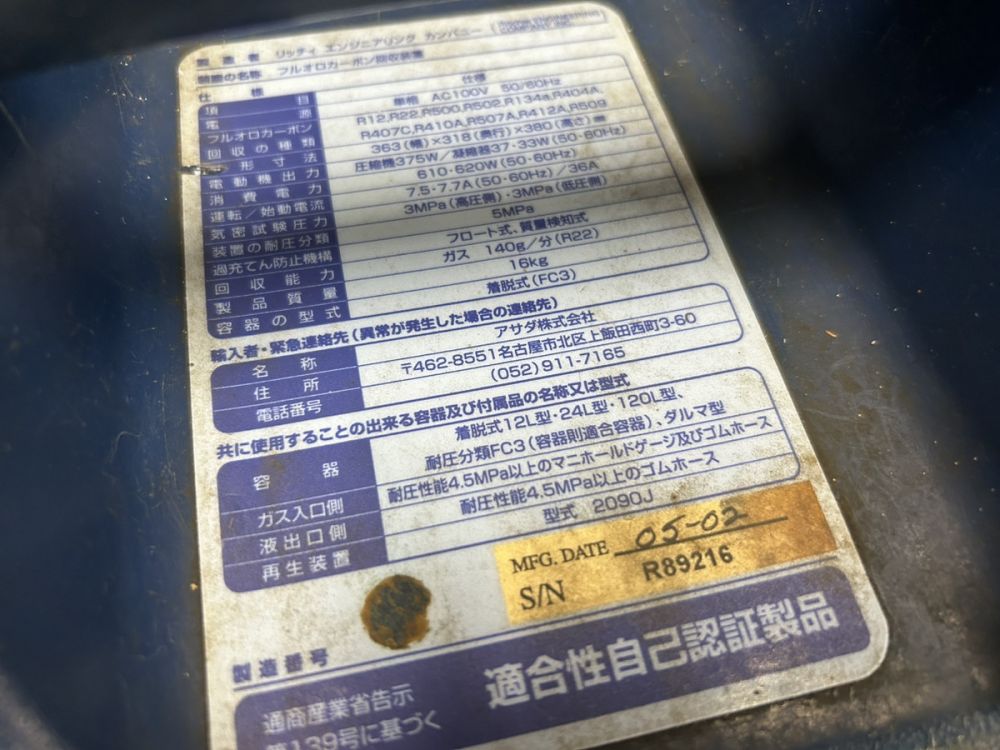 製造者 リッチィ エンジニアリング カンパニー
装置の名称 フルオロカーボン回収装置
仕様
項目 仕様
電源 単相 AC100V 50/60Hz
フルオロカーボン R12,R22,R500,R502,R134a,R404A,
回収の種類 R407C,R410A,R507A,R412A,R509
外形寸法 363(幅)×318(奥行)×380(高さ)㎜
電動機出力 圧縮機375W/凝縮器37・33W(50・60Hz)
消費電力 610・620W(50・60Hz)
運転/始動電流 7.5・7.7A(50・60Hz)/36A
気密試験圧力 3MPa(高圧側)・3MPa(低圧側)
装置の耐圧分類 5MPa
過充てん防止機構 フロート式、質量検知式
回収能力 ガス 140g/分(R22)
製品質量 16kg
容器の型式 着脱式(FC3)
輸入者・緊急連絡先(異常が発生した場合の連絡先)
名称 アサダ株式会社
住所 〒462-8551名古屋市北区上飯田西町3-60
電話番号 (052)911-7165
共に使用することの出来る容器及び付属品の名称又は型式
容器 着脱式12L型・24L型・120L型、
耐圧分類FC3(容器則適合容器)、ダルマ型
ガス入口側 耐圧性能4.5MPa以上のマニホールドゲージ及びゴムホース
液出口側 耐圧性能4.5MPa以上のゴムホース
再生装置 型式 2090J
MFG. DATE 05-02
S/N R89216
製造番号
適合性自己認証製品
通商産業省告示
第139号に基づく